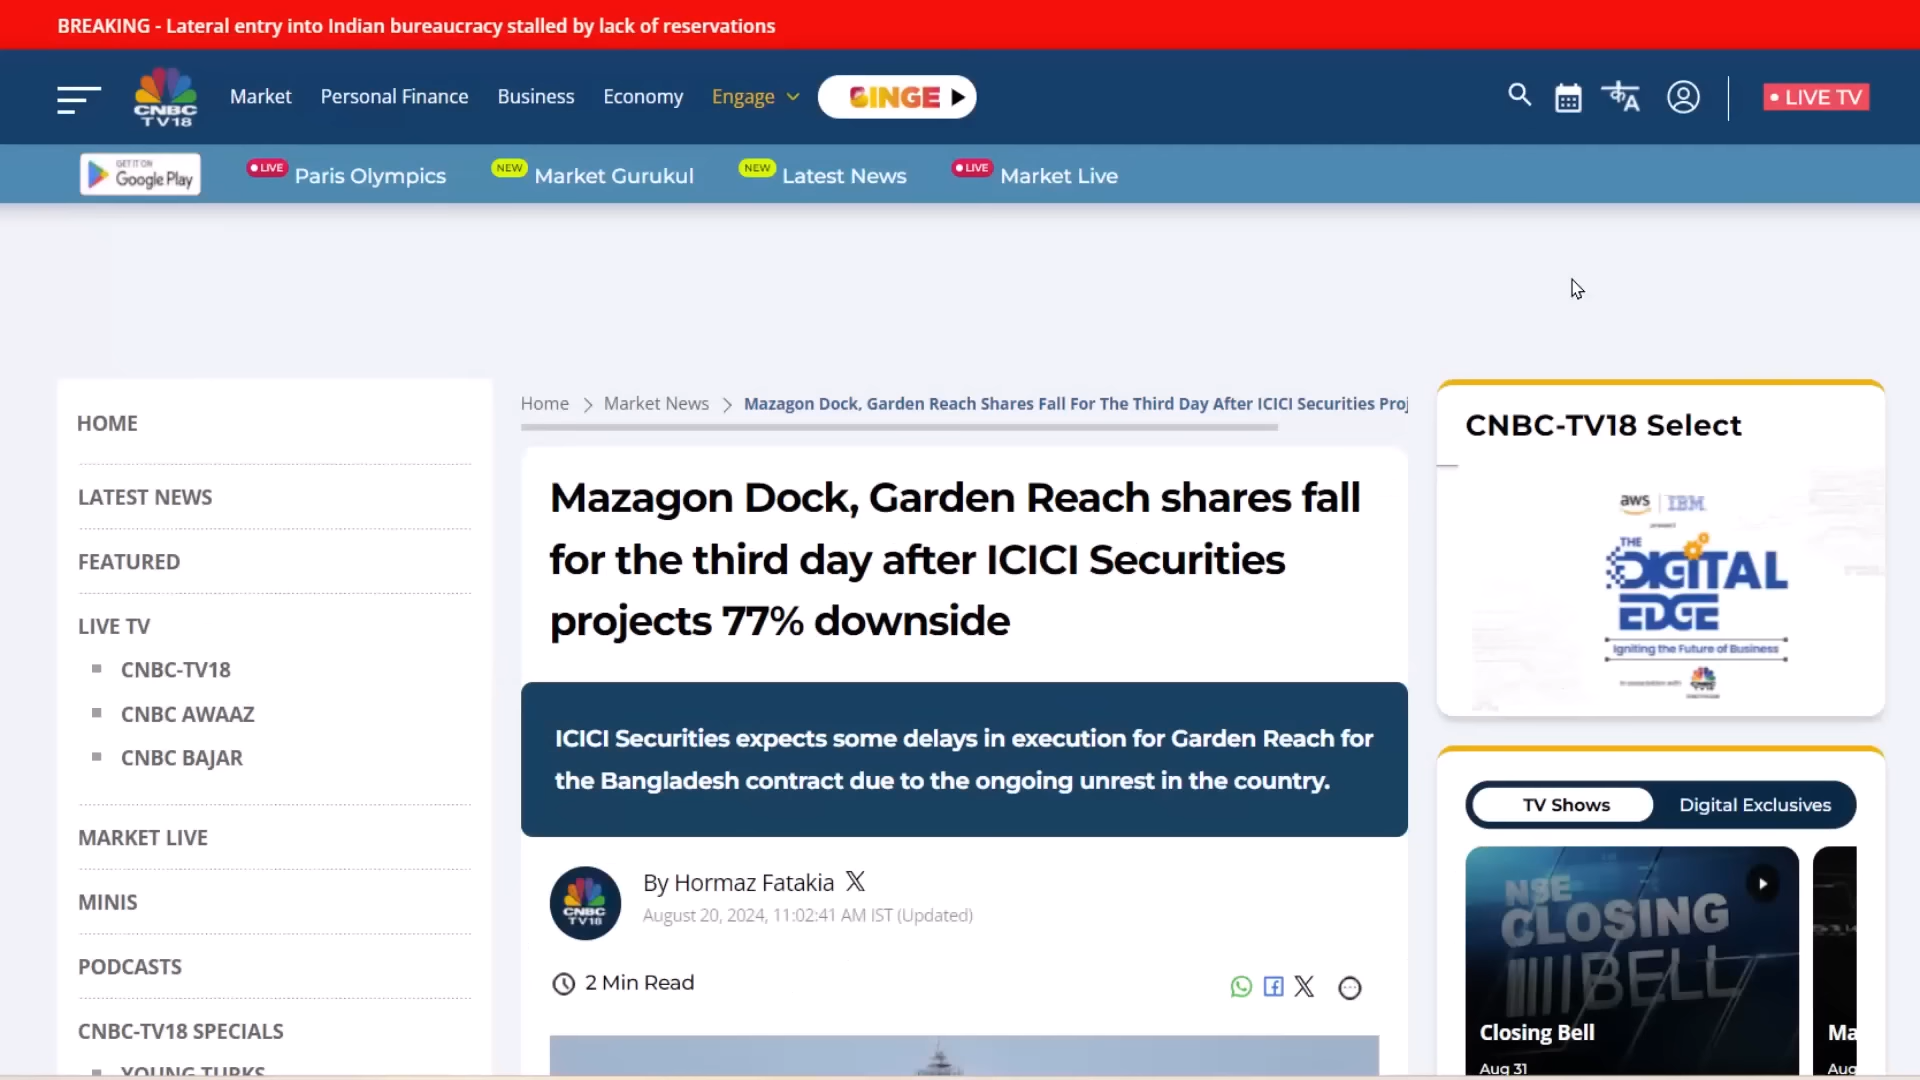 BREAKING - Lateral entry into Indian bureaucracy stalled by lack of reservations
CNBC TV18
Market
Personal Finance
Business
Economy
Engage
BINGE
LIVE TV
GET IT ON
Google Play
LIVE
Paris Olympics
NEW
Market Gurukul
NEW
Latest News
LIVE
Market Live
HOME
LATEST NEWS
FEATURED
LIVE TV
CNBC-TV18
CNBC AWAAZ
CNBC BAJAR
MARKET LIVE
MINIS
PODCASTS
CNBC-TV18 SPECIALS
YOUNG TURKS
Home > Market News > Mazagon Dock, Garden Reach Shares Fall For The Third Day After ICICI Securities Proj
Mazagon Dock, Garden Reach shares fall
for the third day after ICICI Securities
projects 77% downside
ICICI Securities expects some delays in execution for Garden Reach for
the Bangladesh contract due to the ongoing unrest in the country.
CNBC
TV18
By Hormaz Fatakia
August 20, 2024, 11:02:41 AM IST (Updated)
2 Min Read
CNBC-TV18 Select
aws | IBM
present
THE
DIGITAL
EDGE
Igniting the Future of Business
TV Shows
Digital Exclusives
NSE
CLOSING
BELL
Closing Bell
Aug 31
Ma
Aug